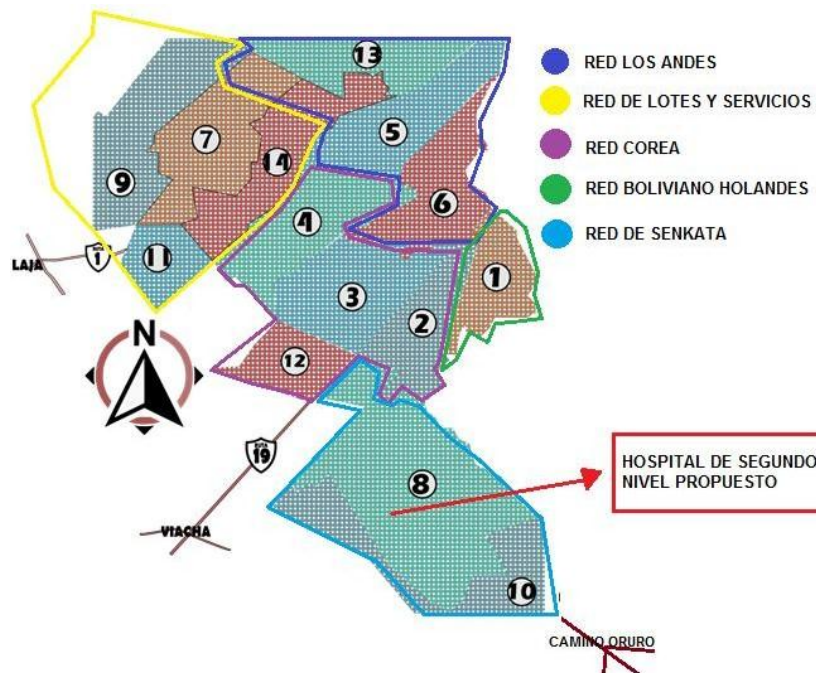 13
RED LOS ANDES
RED DE LOTES Y SERVICIOS
5
7
14
RED COREA
9
6
RED BOLIVIANO HOLANDES
4
RED DE SENKATA
LAJA
RUTA
1
11
1
3
2
N
12
RUTA
19
HOSPITAL DE SEGUNDO
NIVEL PROPUESTO
8
VIACHA
10
CAMINO ORURO